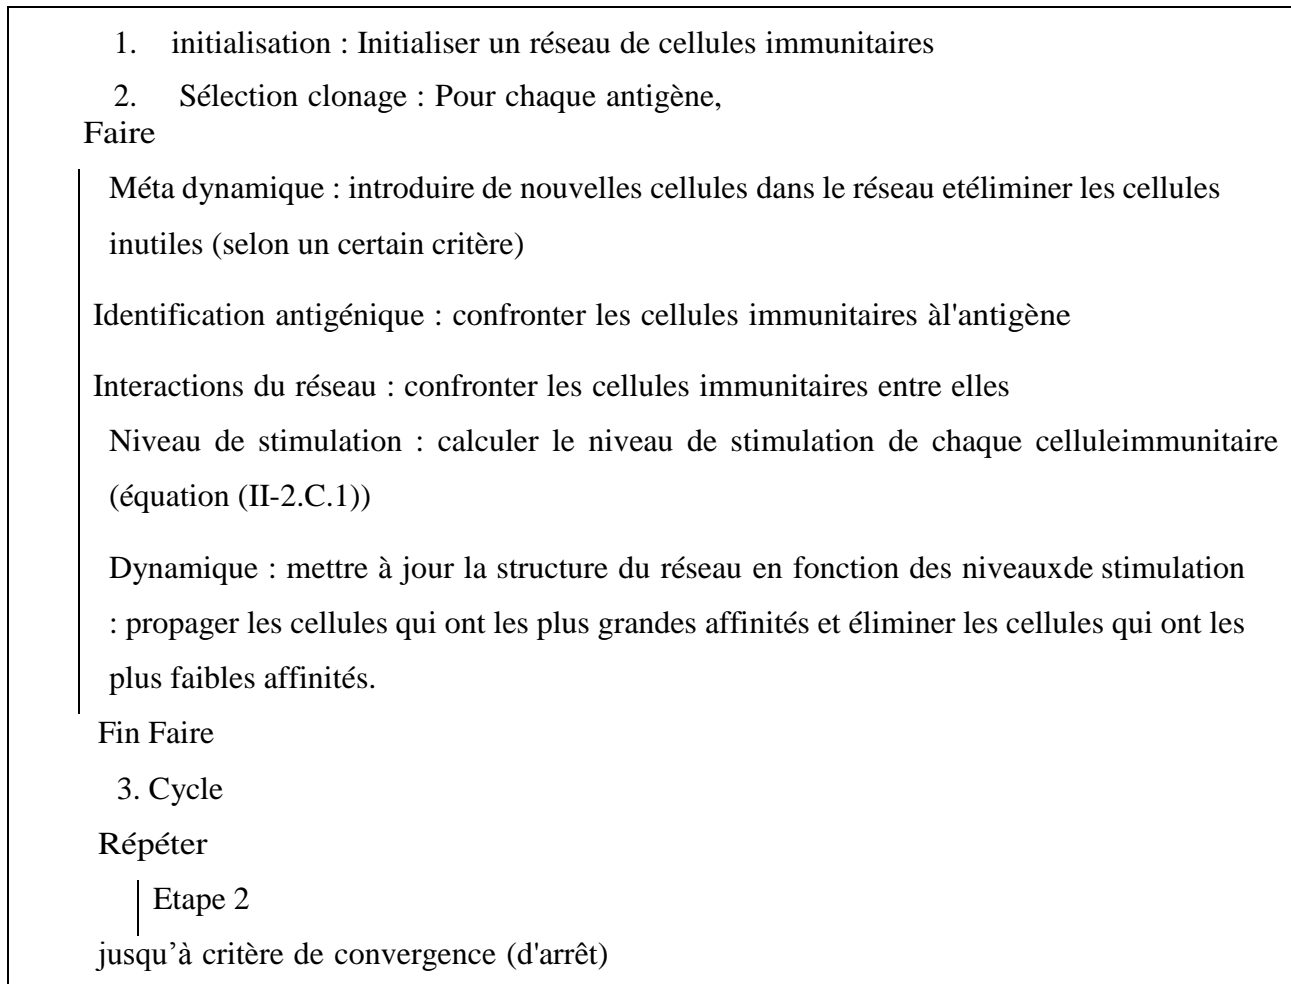 1. initialisation : Initialiser un réseau de cellules immunitaires
2. Sélection clonage : Pour chaque antigène,
Faire
Méta dynamique : introduire de nouvelles cellules dans le réseau etéliminer les cellules
inutiles (selon un certain critère)
Identification antigénique : confronter les cellules immunitaires àl'antigène
Interactions du réseau : confronter les cellules immunitaires entre elles
Niveau de stimulation : calculer le niveau de stimulation de chaque celluleimmunitaire
(équation (II-2.C.1))
Dynamique : mettre à jour la structure du réseau en fonction des niveauxde stimulation
: propager les cellules qui ont les plus grandes affinités et éliminer les cellules qui ont les
plus faibles affinités.
Fin Faire
3. Cycle
Répéter
Etape 2
jusqu’à critère de convergence (d'arrêt)